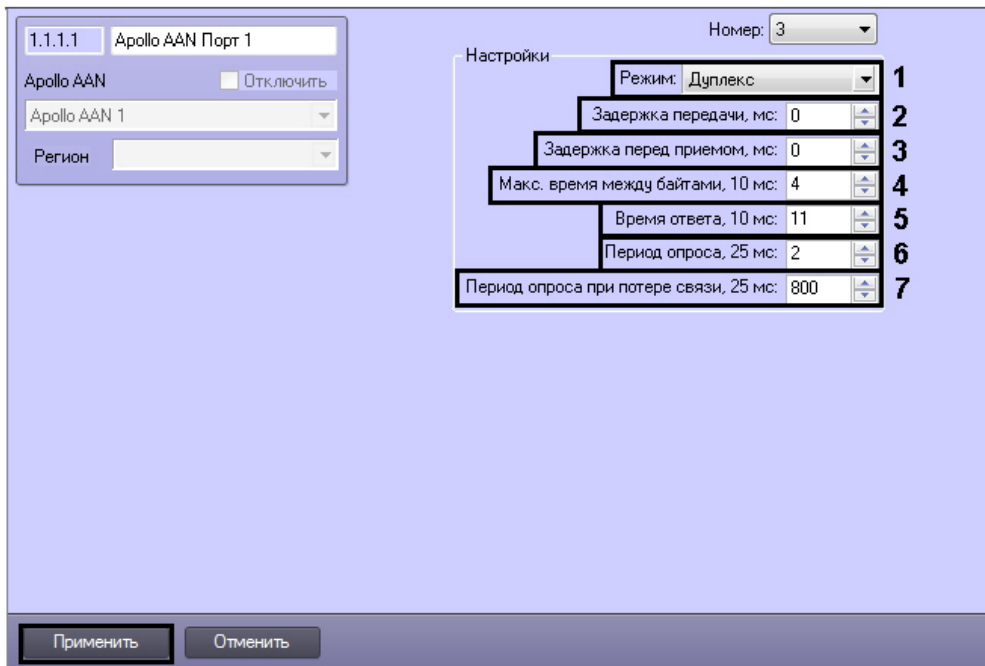 1.1.1.1 Apollo AAN Порт 1
Apollo AAN Отключить
Apollo AAN 1
Регион
Номер: 3
Настройки
Режим: Дуплекс 1
Задержка передачи, мс: 0 2
Задержка перед приемом, мс: 0 3
Макс. время между байтами, 10 мс: 4 4
Время ответа, 10 мс: 11 5
Период опроса, 25 мс: 2 6
Период опроса при потере связи, 25 мс: 800 7
Применить Отменить